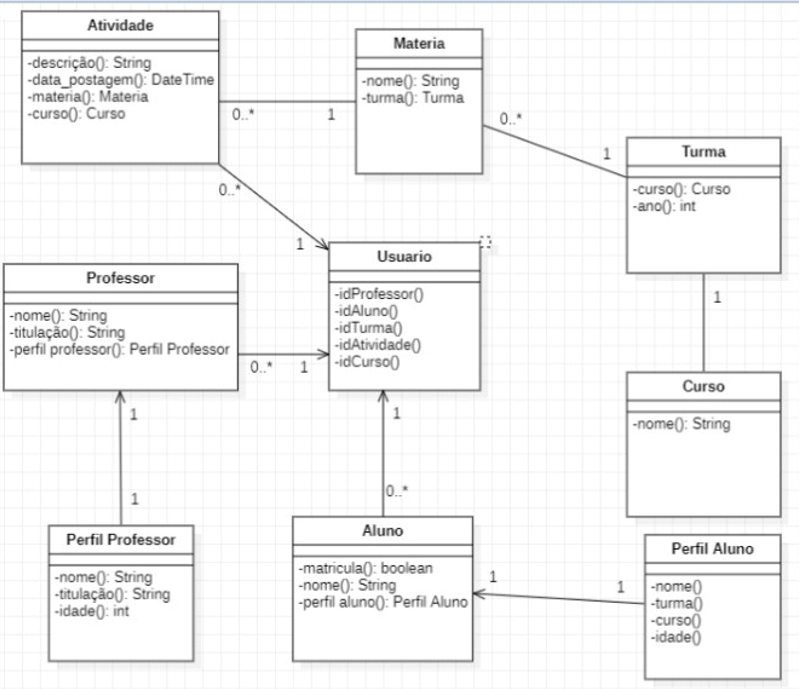 Atividade
-descrição(): String
-data_postagem(): DateTime
-materia(): Materia
-curso(): Curso
Materia
-nome(): String
-turma(): Turma
0..*
1
0..*
1
Turma
-curso(): Curso
-ano(): int
0..*
1
Usuario
-idProfessor()
-idAluno()
-idTurma()
-idAtividade()
-idCurso()
Professor
-nome(): String
-titulação(): String
-perfil professor(): Perfil Professor
0..*
1
1
Curso
-nome(): String
1
1
1
0..*
Perfil Professor
-nome(): String
-titulação(): String
-idade(): int
Aluno
-matricula(): boolean
-nome(): String
-perfil aluno(): Perfil Aluno
1
1
Perfil Aluno
-nome()
-turma()
-curso()
-idade()